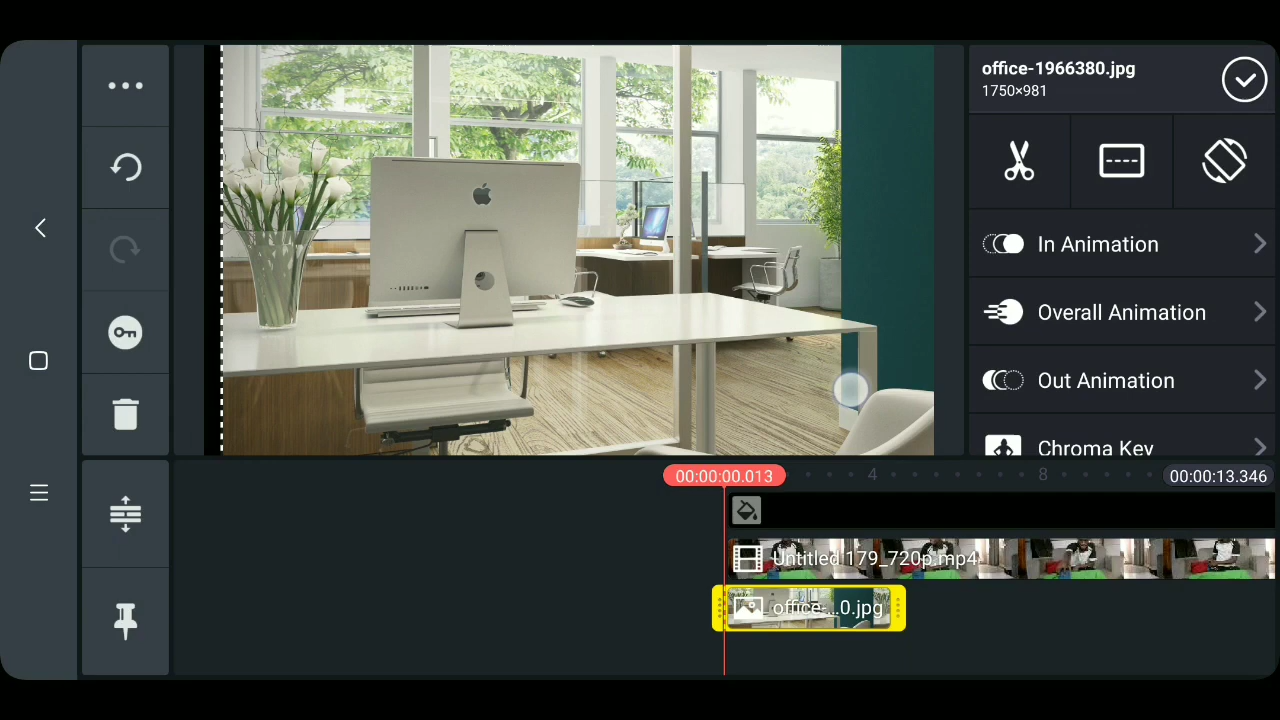 office-1966380.jpg
1750×981
In Animation
Overall Animation
Out Animation
Chroma Key
00:00:00.013
4
8
00:00:13.346
Untitled 179_720p.mp4
office-...0.jpg